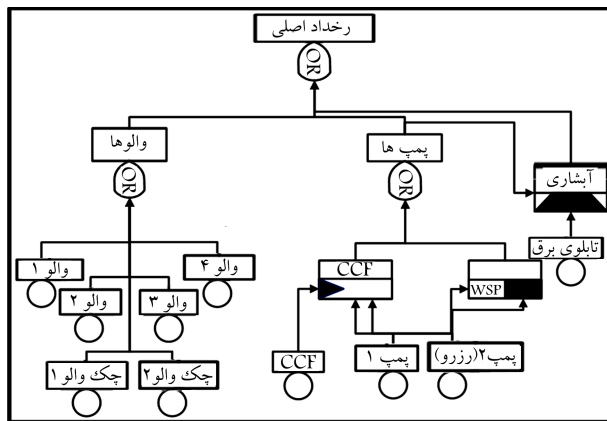 رخداد اصلی
OR
والوها
پمپ ها
آبشاری
OR
OR
والو ۱
والو ۴
CCF
WSP
تابلوی برق
والو ۲
والو ۳
چک والو ۱
چک والو۲
CCF
پمپ ۱
پمپ۲(رزرو)